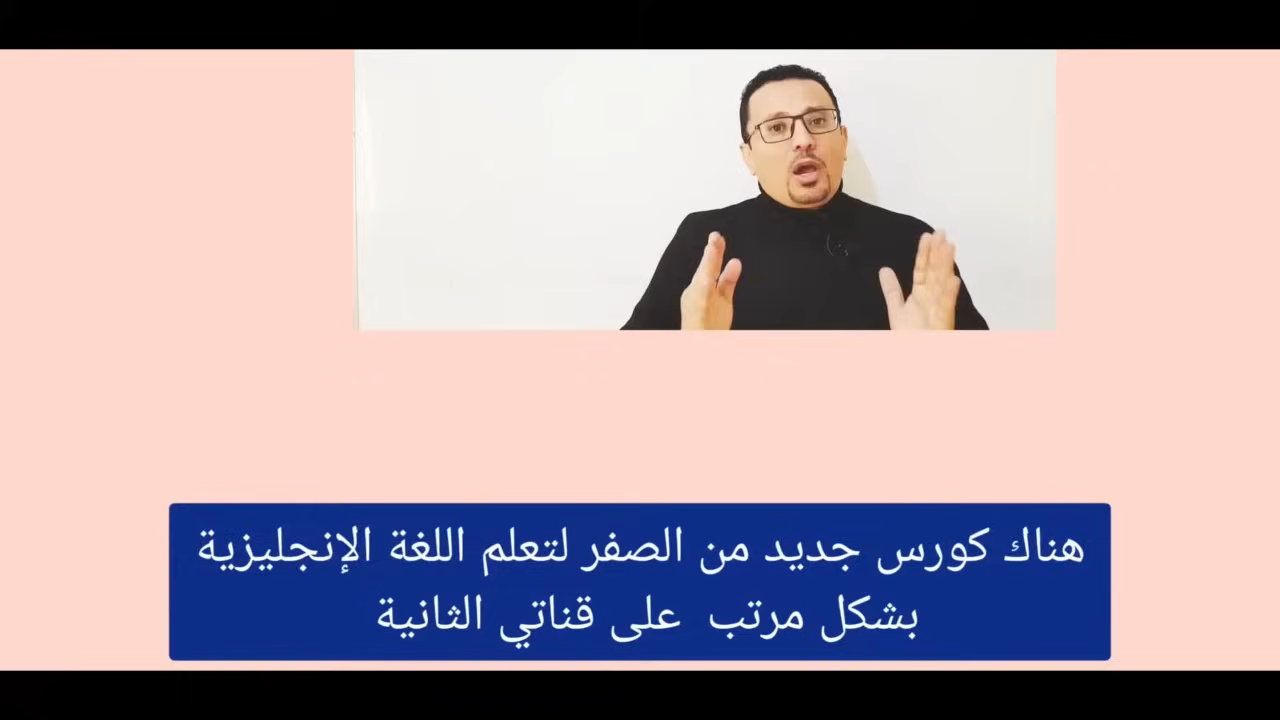 هناك كورس جديد من الصفر لتعلم اللغة الإنجليزية
بشكل مرتب على قناتي الثانية